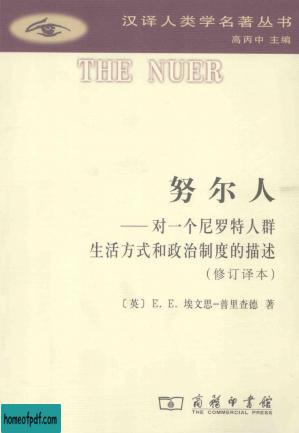 汉译人类学名著丛书
高丙中 主编
THE NUER
努尔人
——对一个尼罗特人群
生活方式和政治制度的描述
(修订译本)
〔英〕E. E. 埃文思-普里查德 著
商务印书馆
homeofpdf.com